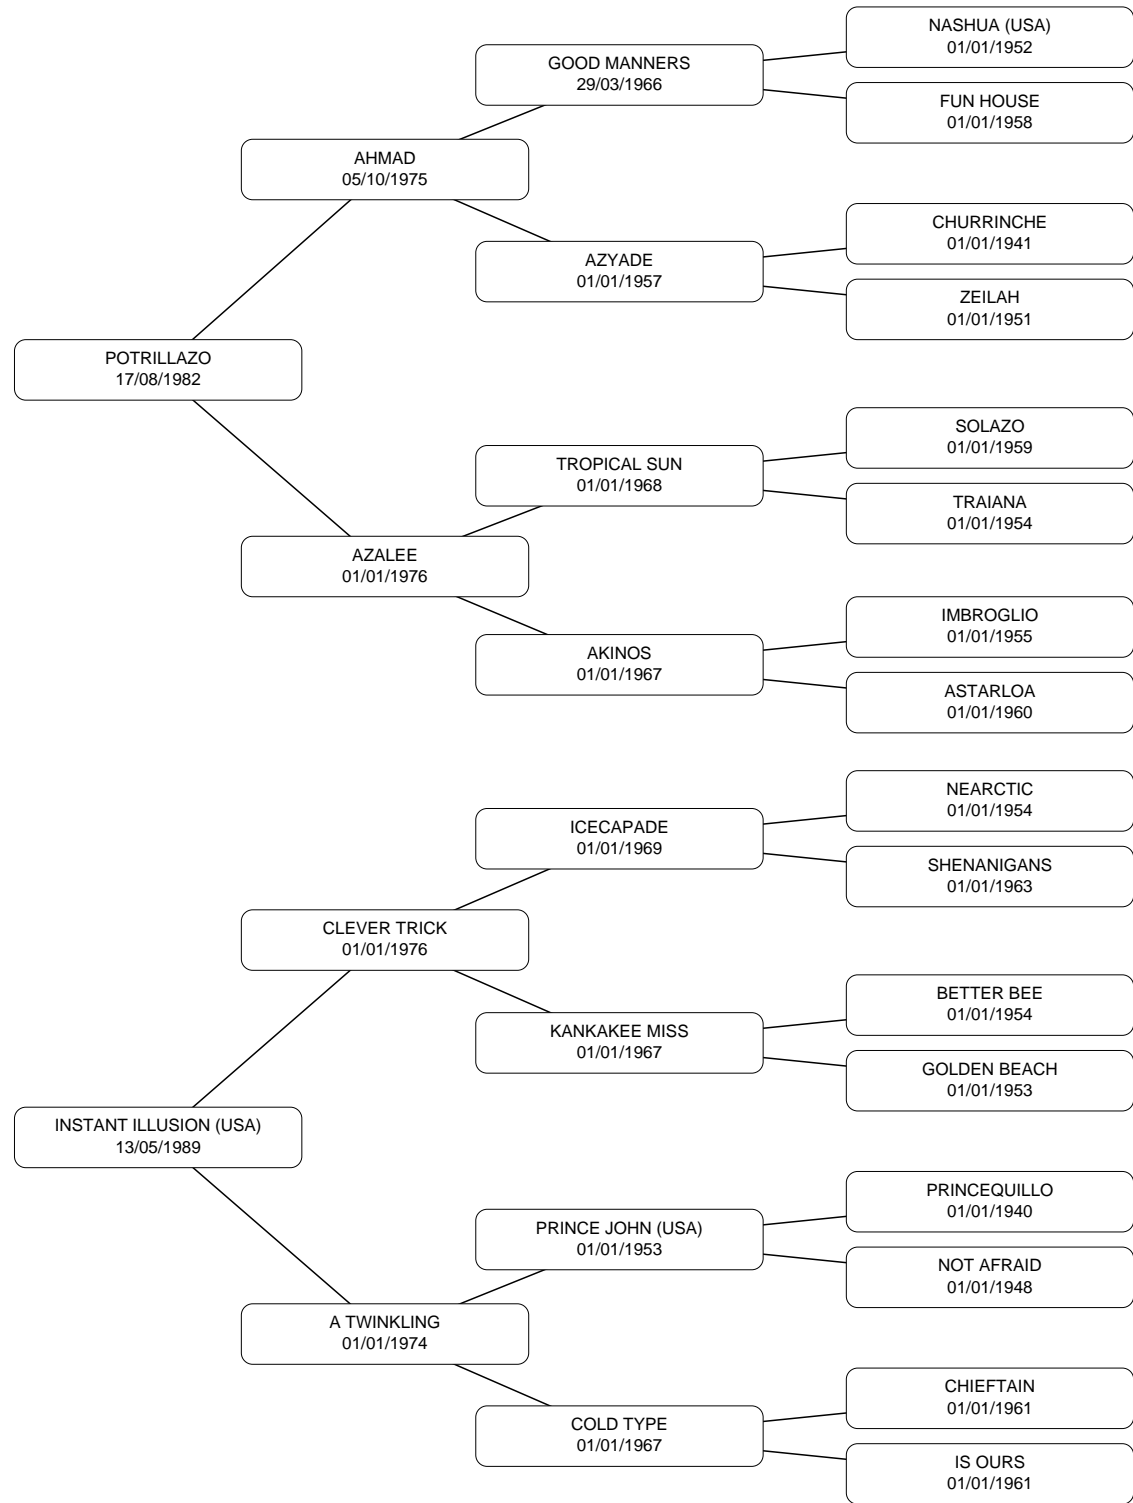 NASHUA (USA)
01/01/1952
GOOD MANNERS
29/03/1966
FUN HOUSE
01/01/1958
AHMAD
05/10/1975
CHURRINCHE
01/01/1941
AZYADE
01/01/1957
ZEILAH
01/01/1951
POTRILLAZO
17/08/1982
SOLAZO
01/01/1959
TROPICAL SUN
01/01/1968
TRAIANA
01/01/1954
AZALEE
01/01/1976
IMBROGLIO
01/01/1955
AKINOS
01/01/1967
ASTARLOA
01/01/1960
NEARCTIC
01/01/1954
ICECAPADE
01/01/1969
SHENANIGANS
01/01/1963
CLEVER TRICK
01/01/1976
BETTER BEE
01/01/1954
KANKAKEE MISS
01/01/1967
GOLDEN BEACH
01/01/1953
INSTANT ILLUSION (USA)
13/05/1989
PRINCEQUILLO
01/01/1940
PRINCE JOHN (USA)
01/01/1953
NOT AFRAID
01/01/1948
A TWINKLING
01/01/1974
CHIEFTAIN
01/01/1961
COLD TYPE
01/01/1967
IS OURS
01/01/1961